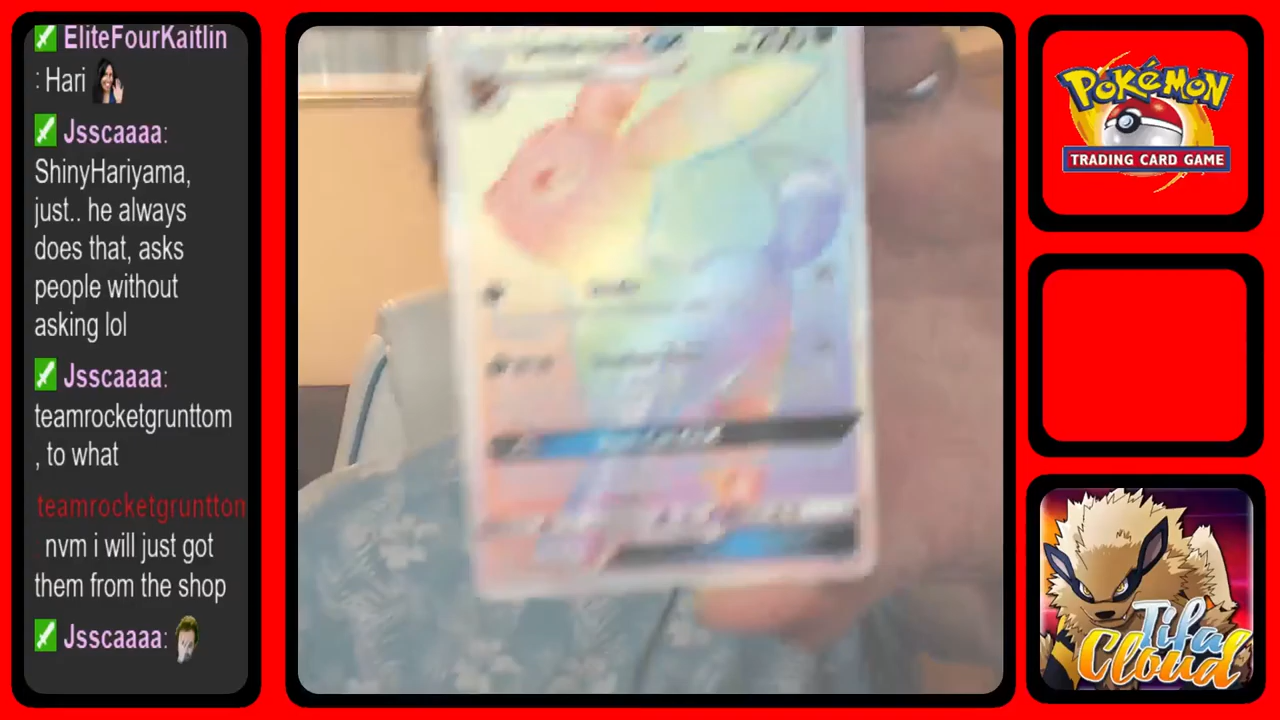 EliteFourKaitlin
: Hari
Jsscaaaa:
ShinyHariyama,
just.. he always
does that, asks
people without
asking lol
Jsscaaaa:
teamrocketgrunttom
, to what
teamrocketgruntton
nvm i will just got
them from the shop
Jsscaaaa:
POKéMON
TRADING CARD GAME
Tifa
Cloud